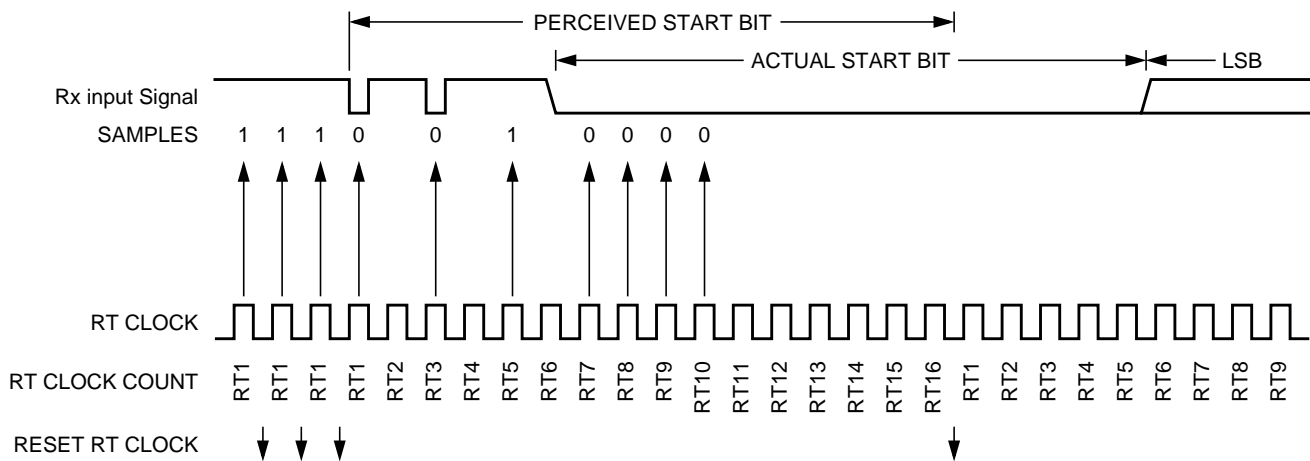 PERCEIVED START BIT
ACTUAL START BIT
LSB
Rx input Signal
SAMPLES
1 1 1 0 0 1 0 0 0 0
RT CLOCK
RT CLOCK COUNT
RT1 RT1 RT1 RT1 RT2 RT3 RT4 RT5 RT6 RT7 RT8 RT9 RT10 RT11 RT12 RT13 RT14 RT15 RT16 RT1 RT2 RT3 RT4 RT5 RT6 RT7 RT8 RT9
RESET RT CLOCK